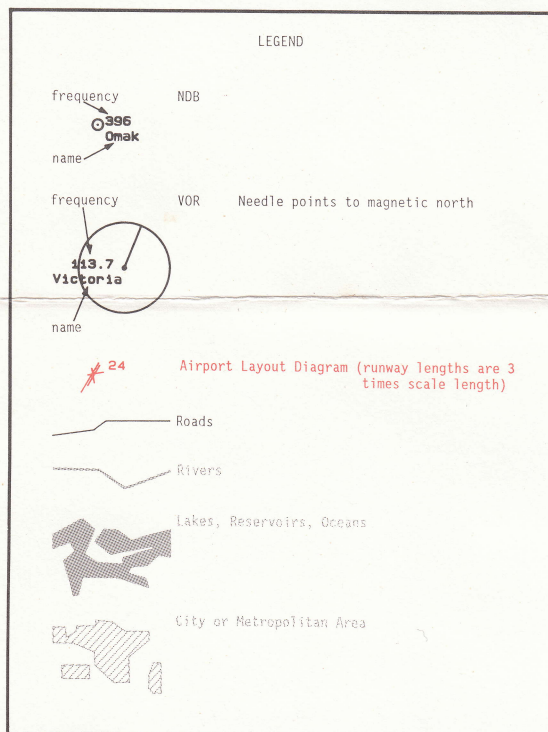 LEGEND
frequency NDB
396
Omak
name
frequency VOR Needle points to magnetic north
113.7
Victoria
name
24 Airport Layout Diagram (runway lengths are 3
times scale length)
Roads
Rivers
Lakes, Reservoirs, Oceans
City or Metropolitan Area